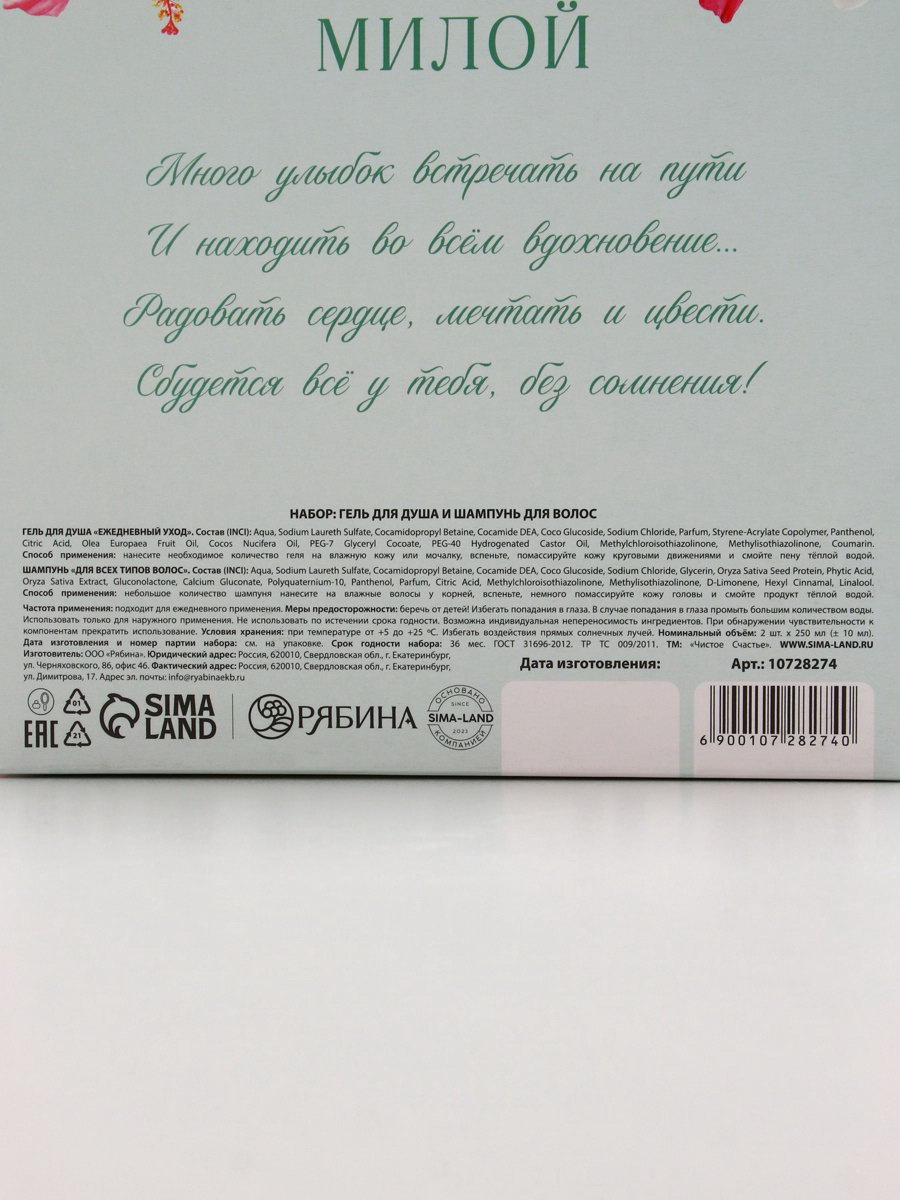 МИЛОЙ
Много улыбок встречать на пути
И находить во всём вдохновение...
Радовать сердце, мечтать и цвести.
Сбудется всё у тебя, без сомнения!
НАБОР: ГЕЛЬ ДЛЯ ДУША И ШАМПУНЬ ДЛЯ ВОЛОС
ГЕЛЬ ДЛЯ ДУША «ЕЖЕДНЕВНЫЙ УХОД». Состав (INCI): Aqua, Sodium Laureth Sulfate, Cocamidopropyl Betaine, Cocamide DEA, Coco Glucoside, Sodium Chloride, Parfum, Styrene-Acrylate Copolymer, Panthenol,
Citric Acid, Olea Europaea Fruit Oil, Cocos Nucifera Oil, PEG-7 Glyceryl Cocoate, PEG-40 Hydrogenated Castor Oil, Methylchloroisothiazolinone, Methylisothiazolinone, Coumarin.
Способ применения: нанесите необходимое количество геля на влажную кожу или мочалку, вспеньте, помассируйте кожу круговыми движениями и смойте пену тёплой водой.
ШАМПУНЬ «ДЛЯ ВСЕХ ТИПОВ ВОЛОС». Состав (INCI): Aqua, Sodium Laureth Sulfate, Cocamidopropyl Betaine, Cocamide DEA, Coco Glucoside, Sodium Chloride, Glycerin, Oryza Sativa Seed Protein, Phytic Acid,
Oryza Sativa Extract, Gluconolactone, Calcium Gluconate, Polyquaternium-10, Panthenol, Parfum, Citric Acid, Methylchloroisothiazolinone, Methylisothiazolinone, D-Limonene, Hexyl Cinnamal, Linalool.
Способ применения: небольшое количество шампуня нанесите на влажные волосы у корней, вспеньте, немного помассируйте кожу головы и смойте продукт тёплой водой.
Частота применения: подходит для ежедневного применения. Меры предосторожности: беречь от детей! Избегать попадания в глаза. В случае попадания в глаза промыть большим количеством воды.
Использовать только для наружного применения. Не использовать по истечении срока годности. Возможна индивидуальная непереносимость ингредиентов. При обнаружении чувствительности к
компонентам прекратить использование. Условия хранения: при температуре от +5 до +25 ºС. Избегать воздействия прямых солнечных лучей. Номинальный объём: 2 шт. х 250 мл (± 10 мл).
Дата изготовления и номер партии набора: см. на упаковке. Срок годности набора: 36 мес. ГОСТ 31696-2012. ТР ТС 009/2011. ТМ: «Чистое Счастье». WWW.SIMA-LAND.RU
Изготовитель: ООО «Рябина». Юридический адрес: Россия, 620010, Свердловская обл., г. Екатеринбург,
ул. Черняховского, 86, офис 46. Фактический адрес: Россия, 620010, Свердловская обл., г. Екатеринбург,
ул. Димитрова, 17. Адрес эл. почты: info@ryabinaekb.ru
Дата изготовления:
Арт.: 10728274
01
21
EAC
SIMA
LAND
РЯБИНА
ОСНОВАНО
SINCE
SIMA-LAND
2023
КОМПАНИЕЙ
6 900107 282740